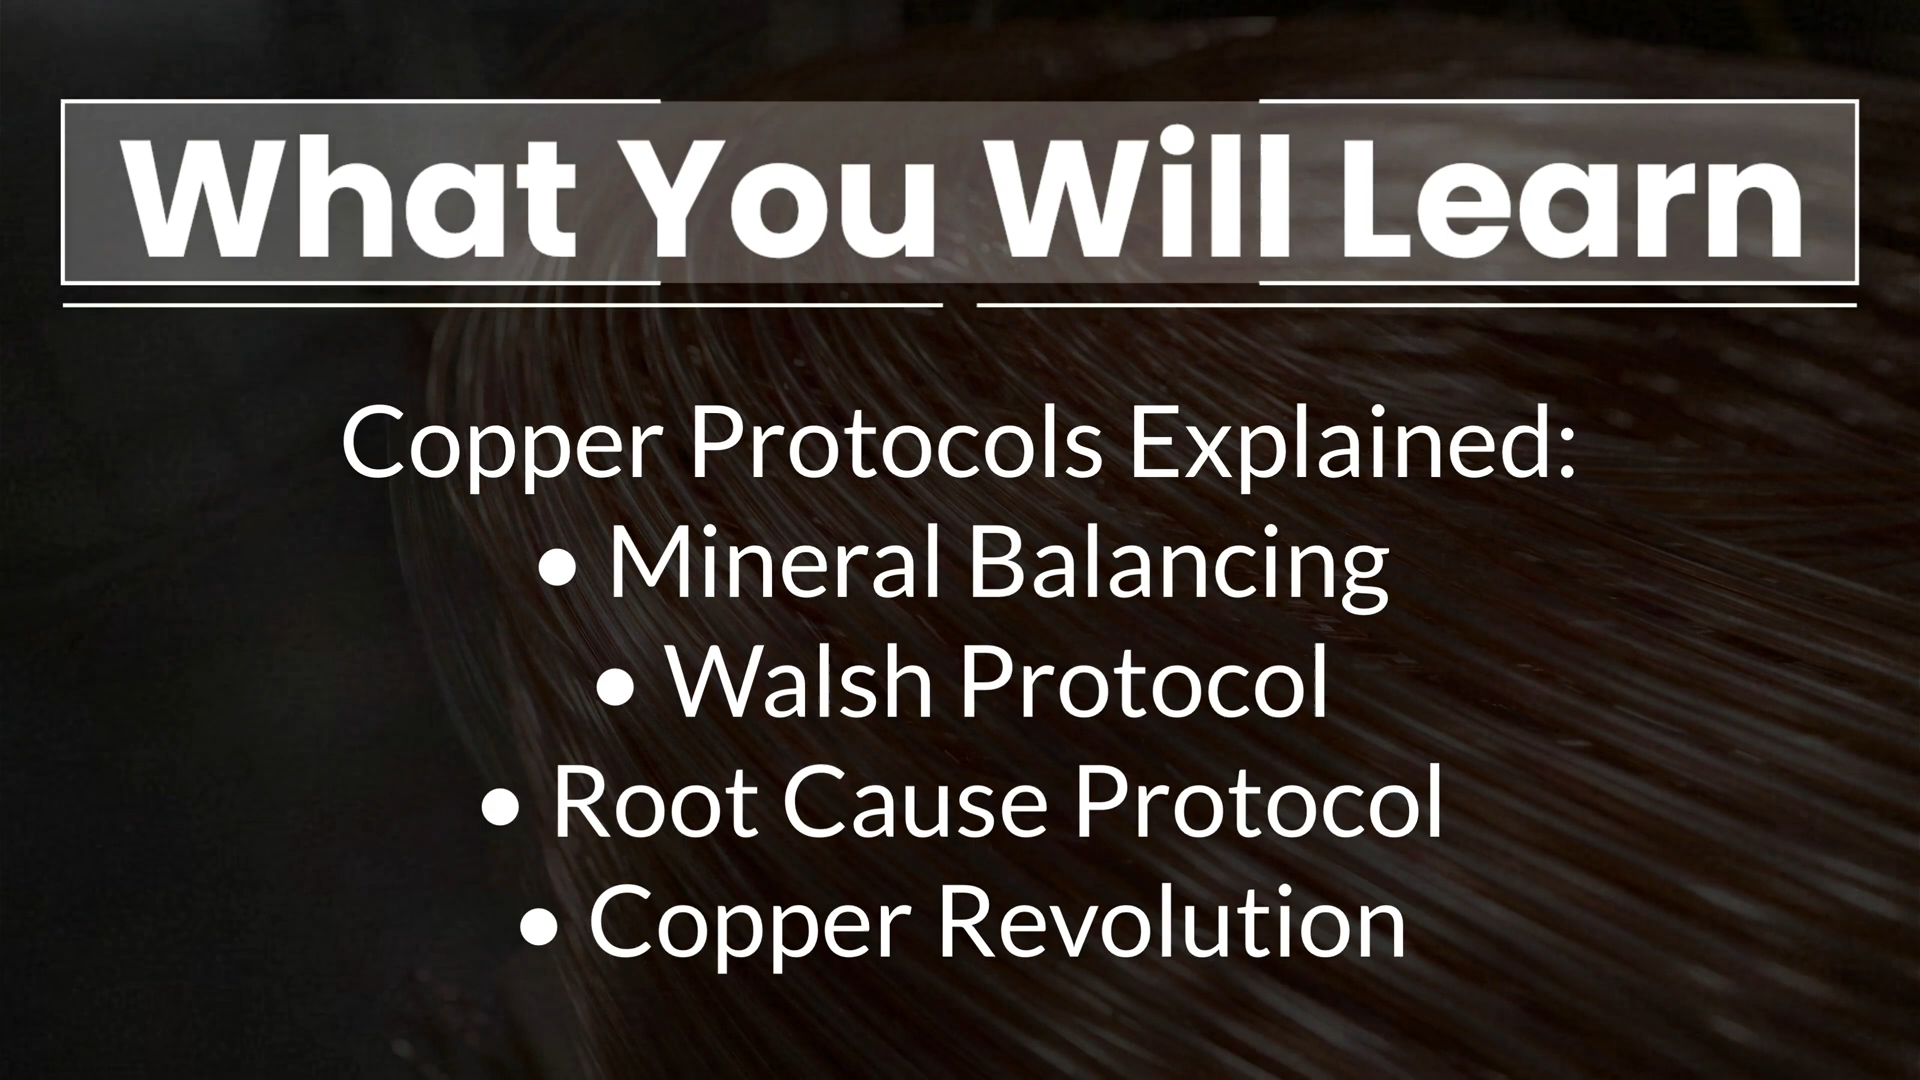 What You Will Learn
Copper Protocols Explained:
• Mineral Balancing
• Walsh Protocol
• Root Cause Protocol
• Copper Revolution